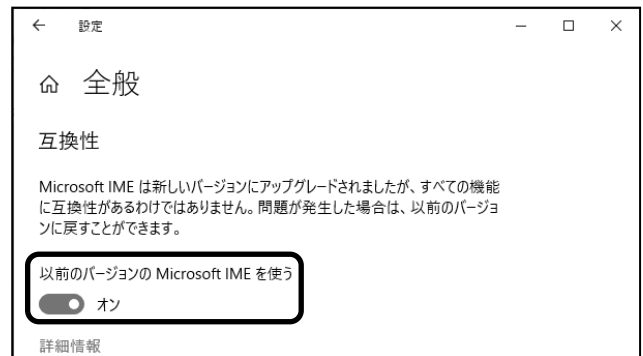 設定
全般
互換性
Microsoft IME は新しいバージョンにアップグレードされましたが、すべての機能
に互換性があるわけではありません。問題が発生した場合は、以前のバージョ
ンに戻すことができます。
以前のバージョンの Microsoft IME を使う
オン
詳細情報